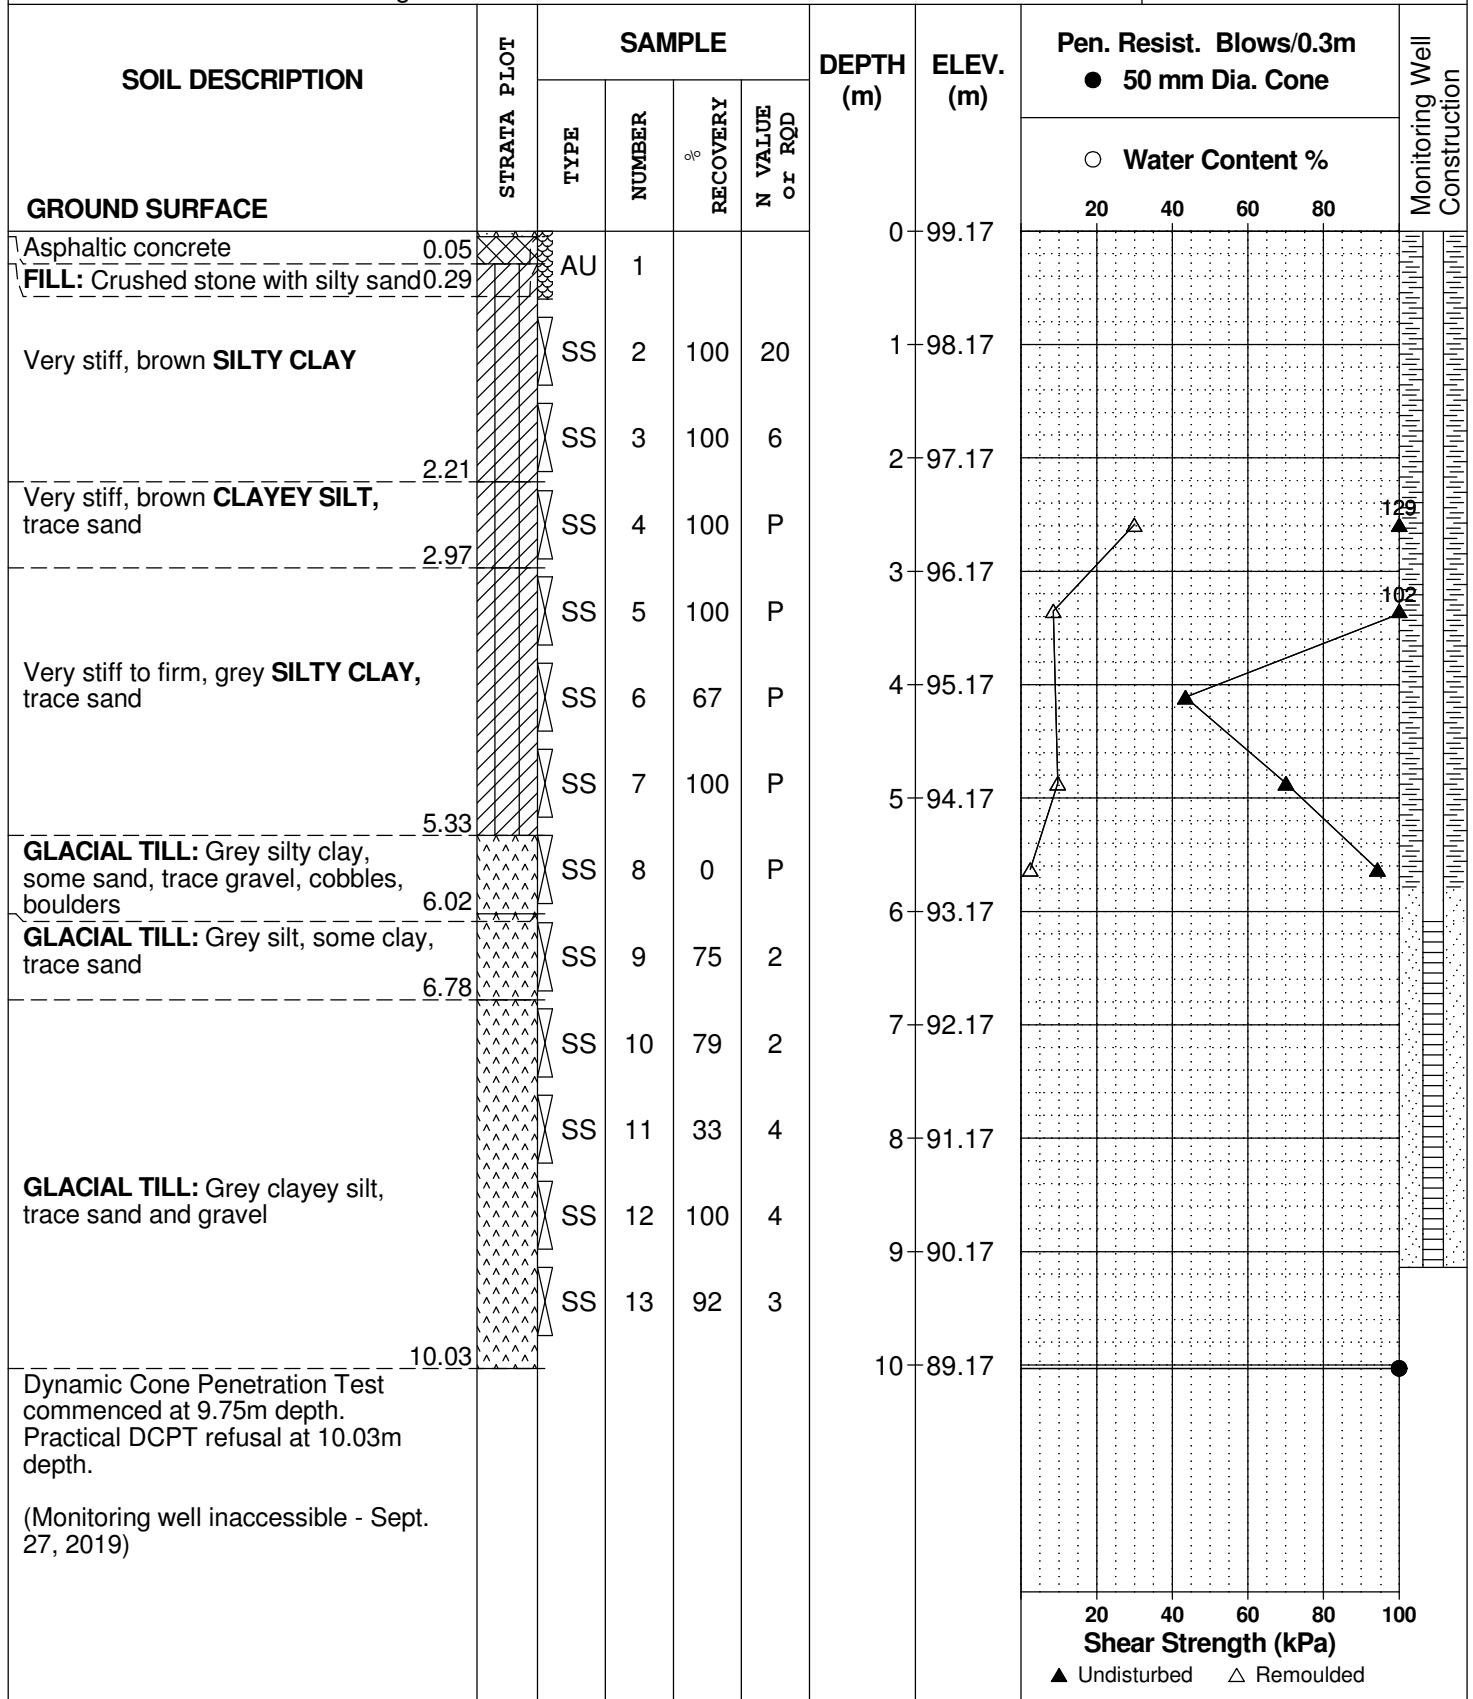 SOIL DESCRIPTION
GROUND SURFACE
STRATA PLOT
SAMPLE
TYPE
NUMBER
% RECOVERY
N VALUE
or RQD
DEPTH
(m)
ELEV.
(m)
Pen. Resist. Blows/0.3m
● 50 mm Dia. Cone
○ Water Content %
20 40 60 80
Monitoring Well
Construction
Asphaltic concrete 0.05
FILL: Crushed stone with silty sand 0.29
AU 1
0 99.17
Very stiff, brown SILTY CLAY
SS 2 100 20
1 98.17
SS 3 100 6
2.21
2 97.17
Very stiff, brown CLAYEY SILT,
trace sand
2.97
SS 4 100 P
129
3 96.17
SS 5 100 P
102
Very stiff to firm, grey SILTY CLAY,
trace sand
SS 6 67 P
4 95.17
SS 7 100 P
5 94.17
5.33
GLACIAL TILL: Grey silty clay,
some sand, trace gravel, cobbles,
boulders
6.02
SS 8 0 P
6 93.17
GLACIAL TILL: Grey silt, some clay,
trace sand
6.78
SS 9 75 2
7 92.17
SS 10 79 2
SS 11 33 4
8 91.17
GLACIAL TILL: Grey clayey silt,
trace sand and gravel
SS 12 100 4
9 90.17
SS 13 92 3
10.03
10 89.17
Dynamic Cone Penetration Test
commenced at 9.75m depth.
Practical DCPT refusal at 10.03m
depth.
(Monitoring well inaccessible - Sept.
27, 2019)
20 40 60 80 100
Shear Strength (kPa)
▲ Undisturbed △ Remoulded